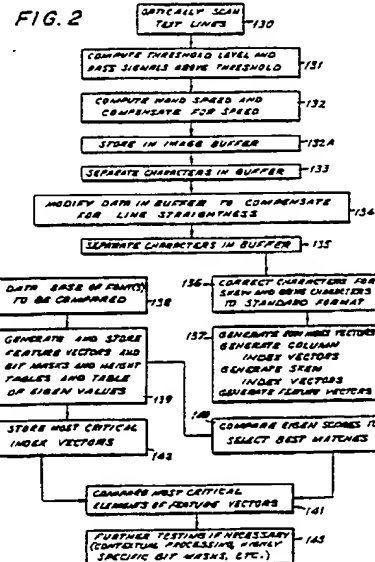 FIG. 2
OPTICALLY SCAN
TEXT LINES
130
COMPUTE THRESHOLD LEVEL AND
PASS SIGNALS ABOVE THRESHOLD
131
COMPUTE HAND SPEED AND
COMPENSATE FOR SPEED
132
STORE IN IMAGE BUFFER
132A
SEPARATE CHARACTERS IN BUFFER
133
MODIFY DATA IN BUFFER TO COMPENSATE
FOR LINE STRAIGHTNESS
134
SEPARATE CHARACTERS IN BUFFER
135
DATA BASE OF FONT(S)
TO BE COMPARED
138
136
CORRECT CHARACTERS FOR
SKEW AND DRIVE CHARACTERS
TO STANDARD FORMAT
GENERATE AND STORE
FEATURE VECTORS AND
BIT MASKS AND HEIGHT
TABLES AND TABLE
OF EIGEN VALUES
139
137
GENERATE ROW INDEX VECTORS
GENERATE COLUMN
INDEX VECTORS
GENERATE SKEW
INDEX VECTORS
GENERATE FEATURE VECTORS
STORE MOST CRITICAL
INDEX VECTORS
142
140
COMPARE EIGEN SCORES TO
SELECT BEST MATCHES
COMPARE MOST CRITICAL
ELEMENTS OF FEATURE VECTORS
141
FURTHER TESTING IF NECESSARY
(CONTEXTUAL PROCESSING, HIGHLY
SPECIFIC BIT MASKS, ETC.)
143